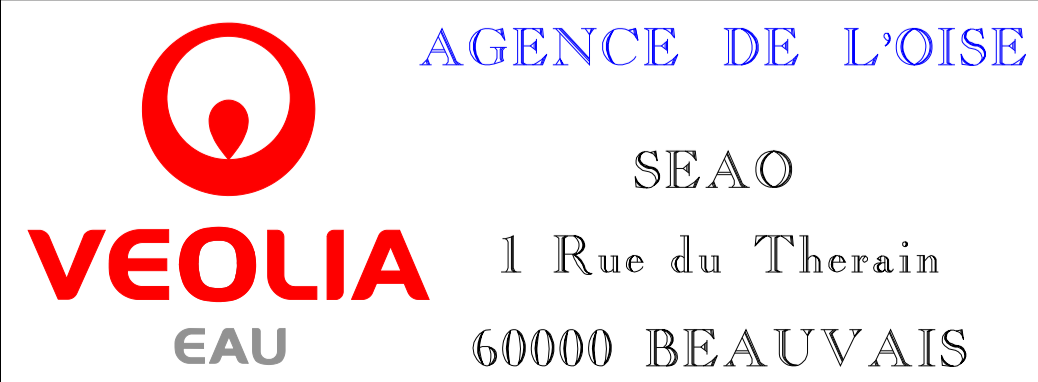 VEOLIA
EAU
AGENCE DE L'OISE
SEAO
1 Rue du Therain
60000 BEAUVAIS